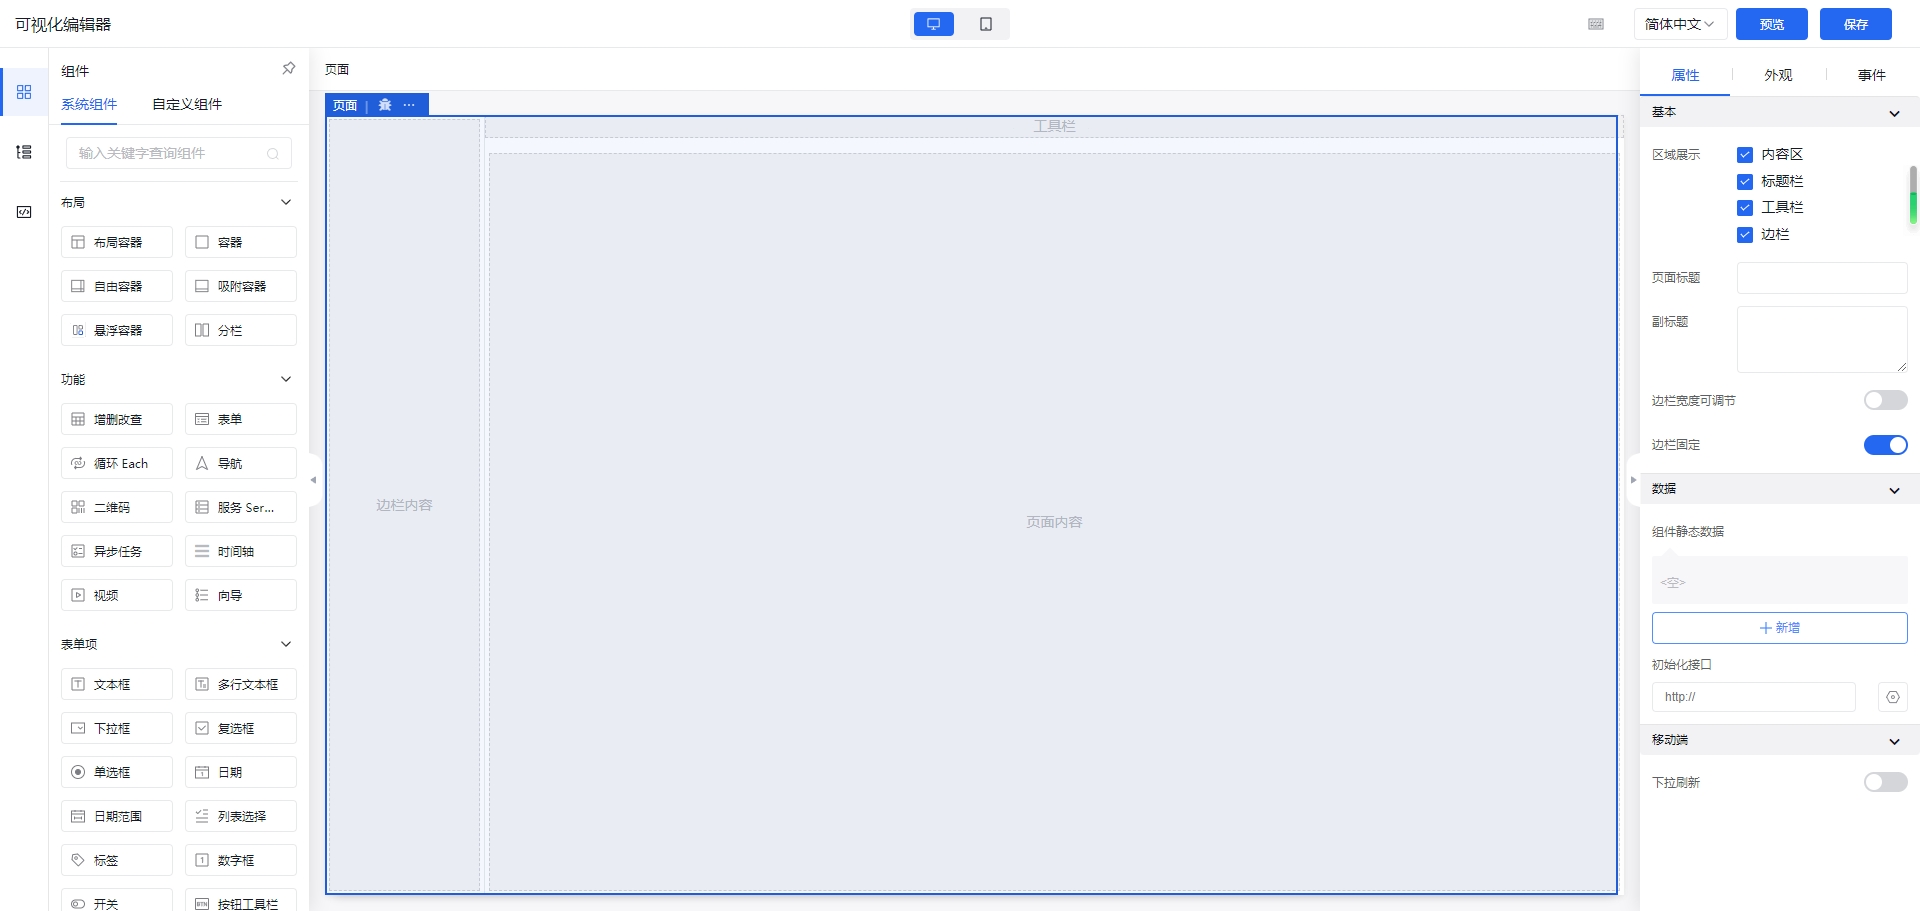 可视化编辑器
简体中文
预览
保存
组件
系统组件
自定义组件
输入关键字查询组件
布局
布局容器
容器
自由容器
吸附容器
悬浮容器
分栏
功能
增删改查
表单
循环 Each
导航
二维码
服务 Ser...
异步任务
时间轴
视频
向导
表单项
文本框
多行文本框
下拉框
复选框
单选框
日期
日期范围
列表选择
标签
数字框
开关
按钮工具栏
页面
页面
工具栏
边栏内容
页面内容
属性
外观
事件
基本
区域展示
内容区
标题栏
工具栏
边栏
页面标题
副标题
边栏宽度可调节
边栏固定
数据
组件静态数据
<空>
新增
初始化接口
http://
移动端
下拉刷新